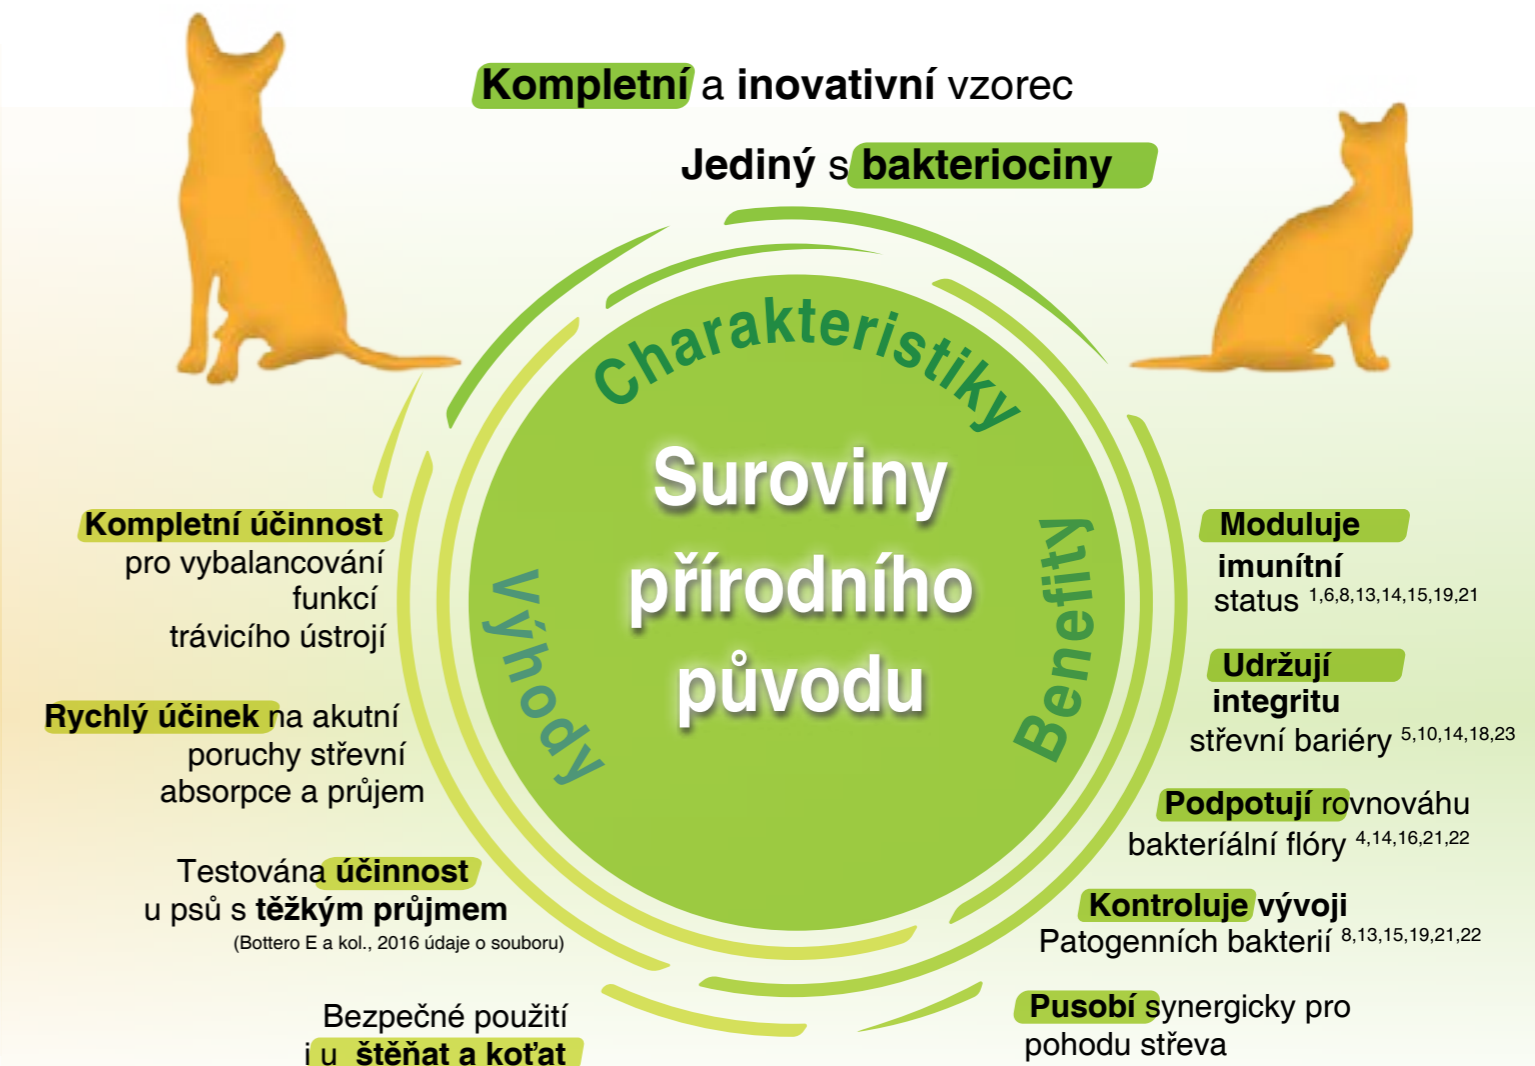 Kompletní a inovativní vzorec
Jediný s bakteriociny
Charakteristiky
Suroviny
přírodního
původu
Výhody
Benefity
Kompletní účinnost
pro vybalancování
funkcí
trávicího ústrojí
Rychlý účinek na akutní
poruchy střevní
absorpce a průjem
Testována účinnost
u psů s těžkým průjmem
(Bottero E a kol., 2016 údaje o souboru)
Bezpečné použití
i u štěňat a koťat
Moduluje
imunítní
status 1,6,8,13,14,15,19,21
Udržují
integritu
střevní bariéry 5,10,14,18,23
Podpotují rovnováhu
bakteríální flóry 4,14,16,21,22
Kontroluje vývoji
Patogenních bakterií 8,13,15,19,21,22
Pusobí synergicky pro
pohodu střeva